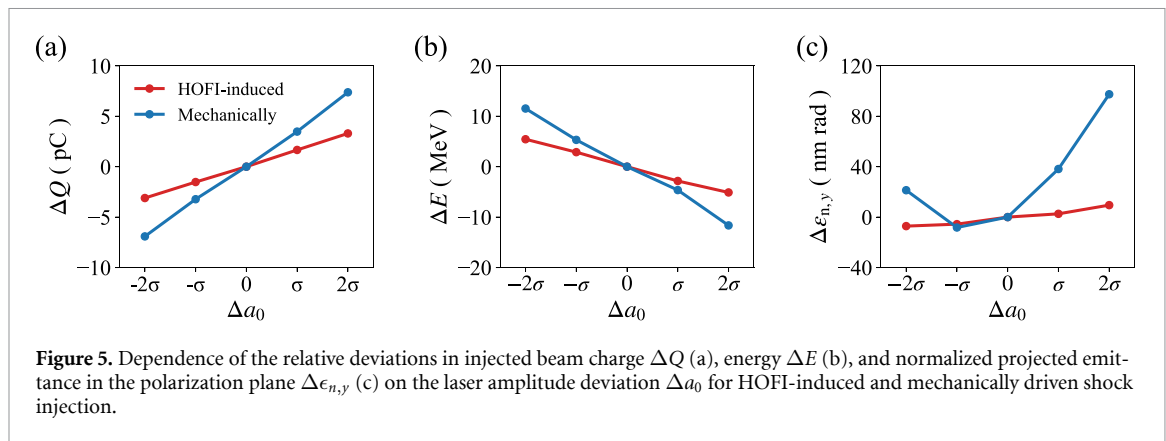 (a)
10
5
0
−5
−10
ΔQ ( pC )
HOFI-induced
Mechanically
-2σ -σ 0 σ 2σ
Δa₀
(b)
20
10
0
−10
−20
ΔE ( MeV )
−2σ −σ 0 σ 2σ
Δa₀
(c)
120
80
40
0
−40
Δε_{n,y} ( nm rad )
−2σ −σ 0 σ 2σ
Δa₀
Figure 5. Dependence of the relative deviations in injected beam charge ΔQ (a), energy ΔE (b), and normalized projected emit-
tance in the polarization plane Δϵ_{n,y} (c) on the laser amplitude deviation Δa₀ for HOFI-induced and mechanically driven shock
injection.